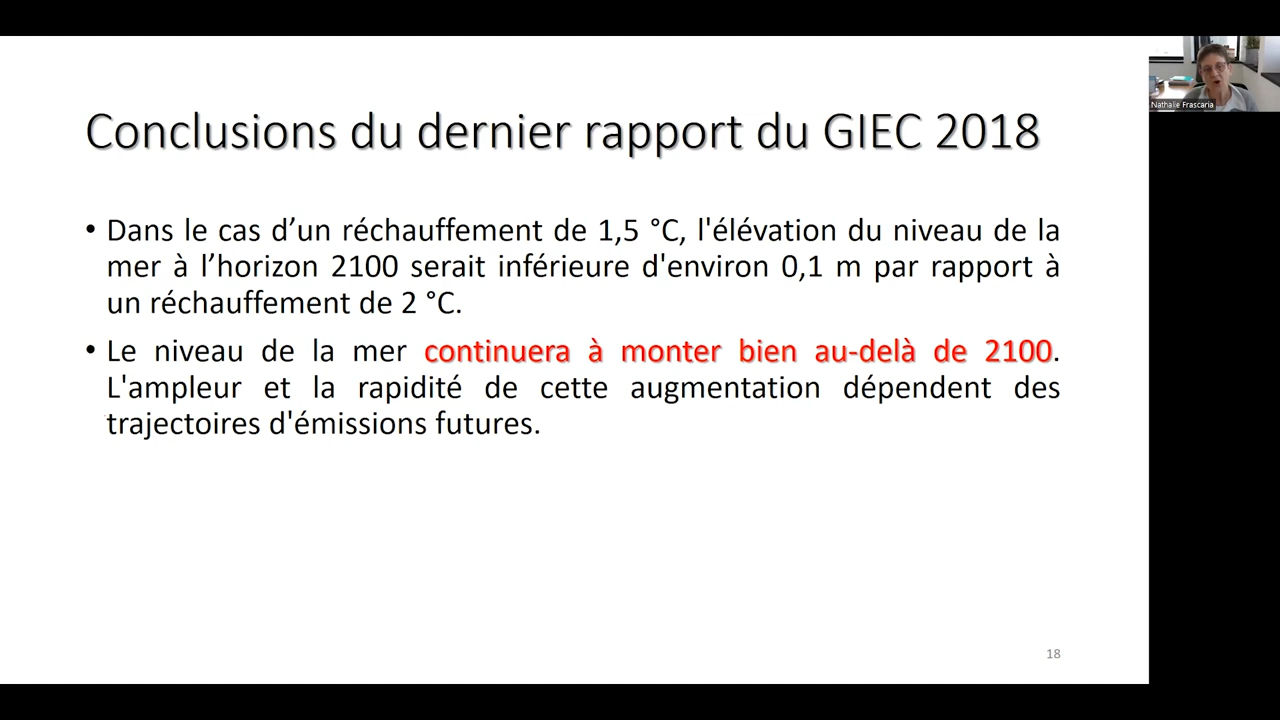 Conclusions du dernier rapport du GIEC 2018
• Dans le cas d’un réchauffement de 1,5 °C, l'élévation du niveau de la
mer à l’horizon 2100 serait inférieure d'environ 0,1 m par rapport à
un réchauffement de 2 °C.
• Le niveau de la mer continuera à monter bien au-delà de 2100.
L'ampleur et la rapidité de cette augmentation dépendent des
trajectoires d'émissions futures.
18
Nathalie Frascaria